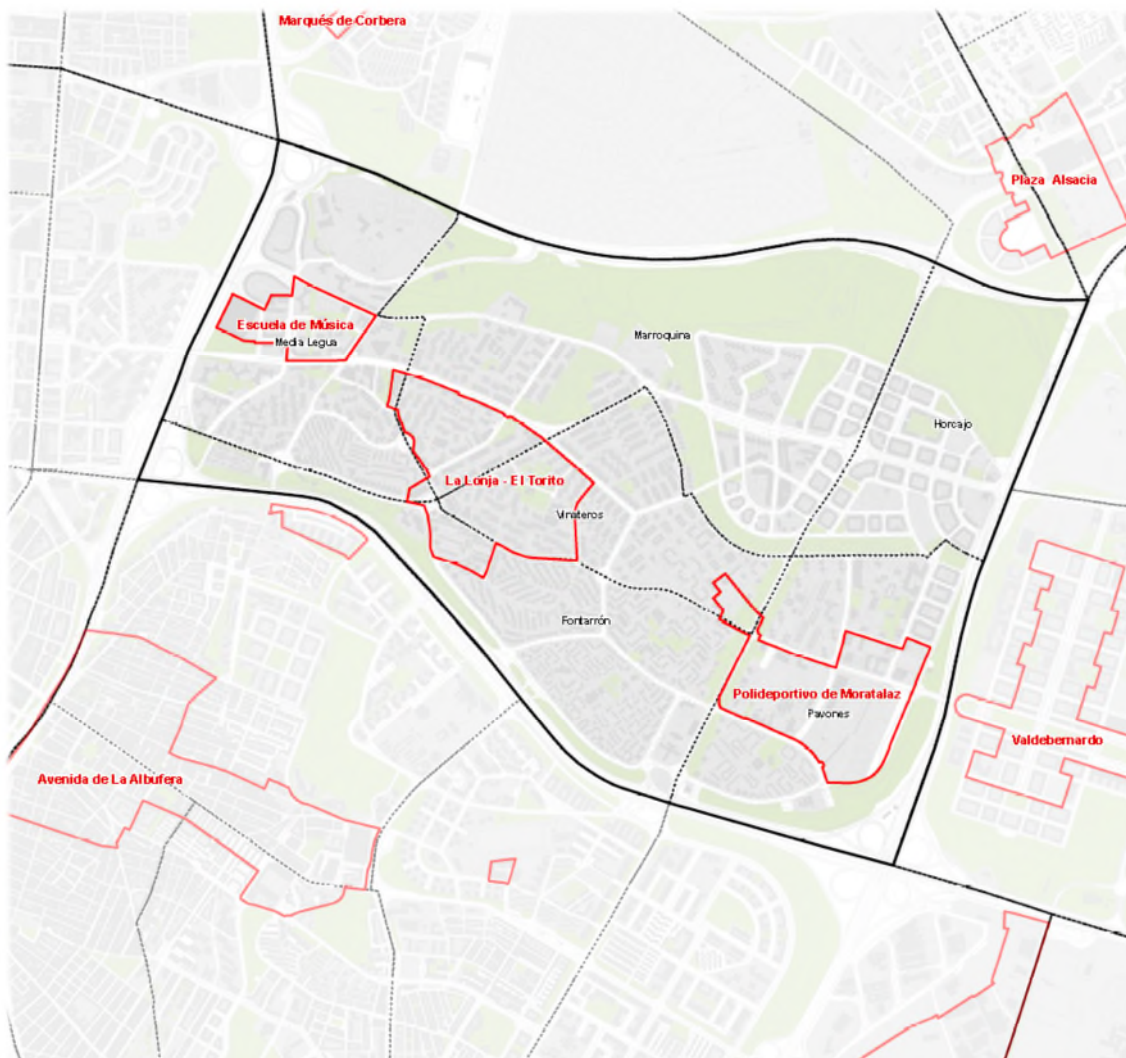 Marqués de Corbera
Plaza Alsacia
Escuela de Música
Media Legua
Marroquina
Horcajo
La Lonja - El Torito
Vinateros
Fontarrón
Polideportivo de Moratalaz
Pavones
Valdebernardo
Avenida de La Albufera